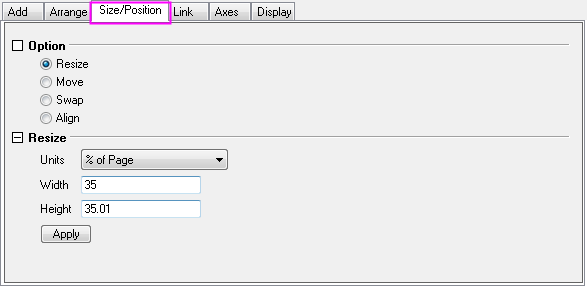 Add Arrange Size/Position Link Axes Display
Option
Resize
Move
Swap
Align
Resize
Units % of Page
Width 35
Height 35.01
Apply